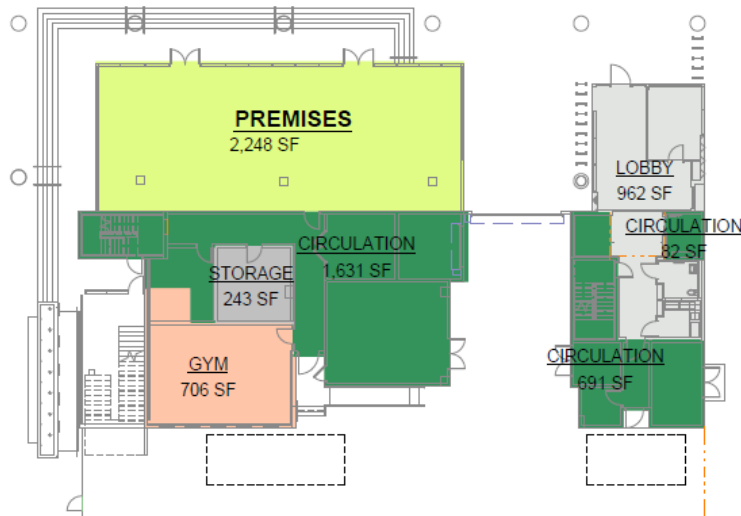 PREMISES
2,248 SF
LOBBY
962 SF
CIRCULATION
82 SF
CIRCULATION
1,631 SF
STORAGE
243 SF
GYM
706 SF
CIRCULATION
691 SF